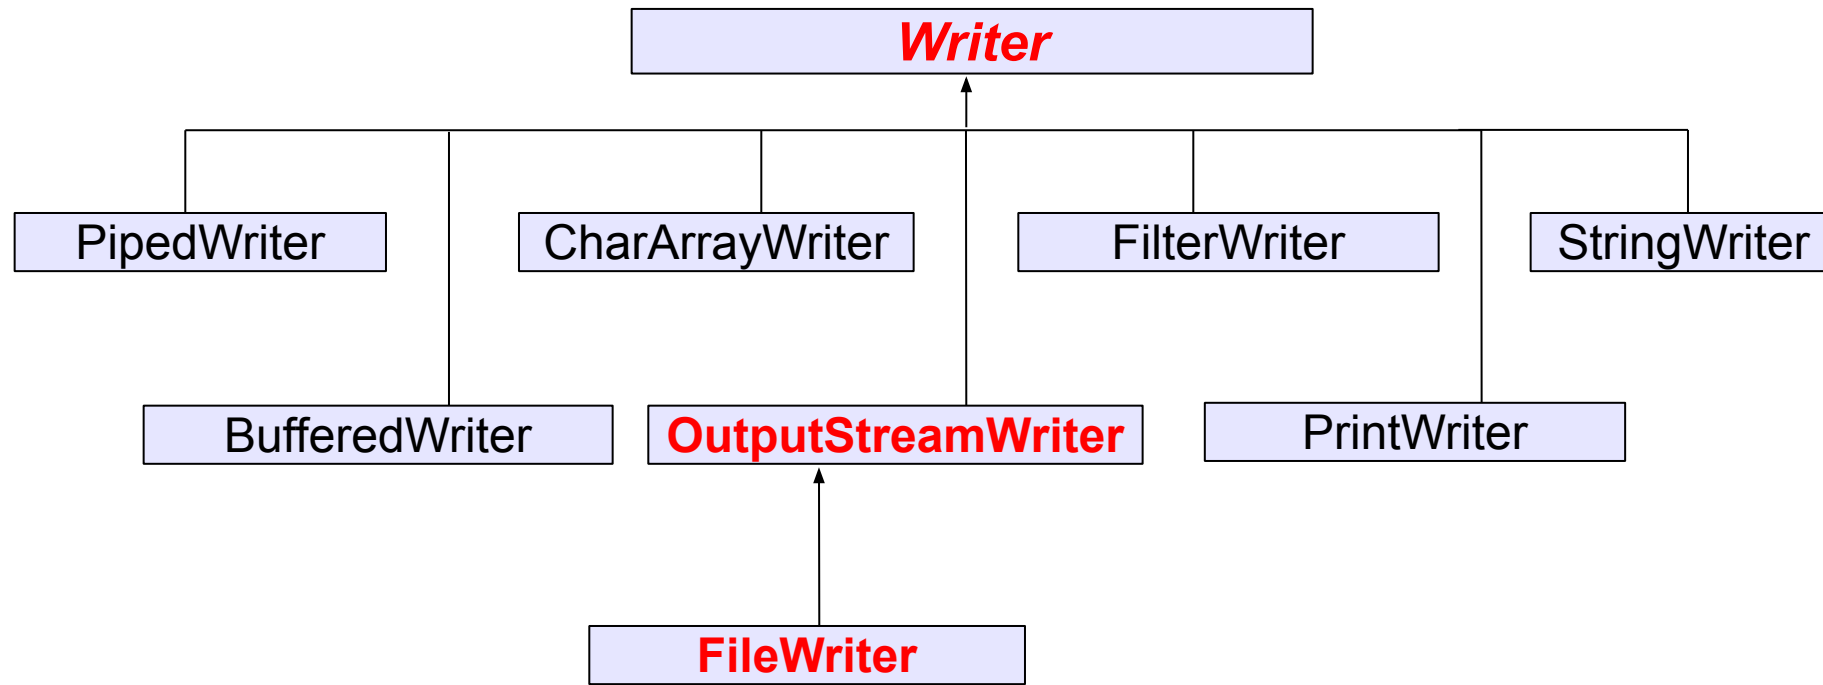 Writer
PipedWriter
CharArrayWriter
FilterWriter
StringWriter
BufferedWriter
OutputStreamWriter
PrintWriter
FileWriter